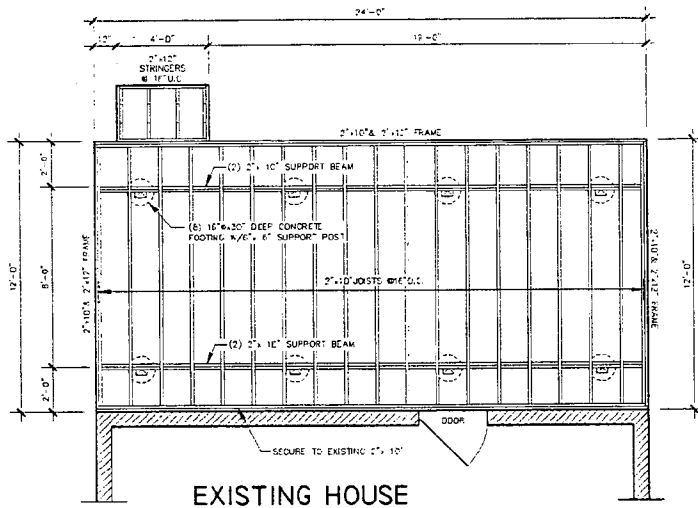 24'-0"
12"
4'-0"
19'-0"
2"x12"
STRINGERS
@ 16" O.C
2"x10" & 2"x12" FRAME
2'-0"
(2) 2"x 10" SUPPORT BEAM
(8) 16"ø×30" DEEP CONCRETE
FOOTING W/6"x 6" SUPPORT POST
12'-0"
8'-0"
2"x10" & 2"x12" FRAME
2"x10" JOISTS @16" O.C.
2"x10" & 2"x12" FRAME
12'-0"
(2) 2"x 10" SUPPORT BEAM
2'-0"
DOOR
SECURE TO EXISTING 2"x 10"
EXISTING HOUSE